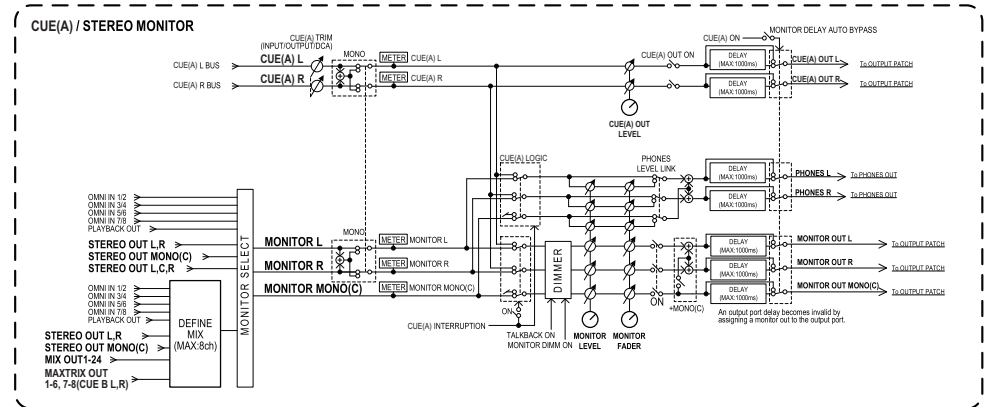 CUE(A) / STEREO MONITOR
CUE(A) TRIM
(INPUT/OUTPUT/DCA)
MONO
CUE(A) L BUS
CUE(A) L
METER CUE(A) L
CUE(A) R BUS
CUE(A) R
METER CUE(A) R
CUE(A) OUT ON
CUE(A) ON
MONITOR DELAY AUTO BYPASS
DELAY
(MAX:1000ms)
CUE(A) OUT L
To OUTPUT PATCH
DELAY
(MAX:1000ms)
CUE(A) OUT R
To OUTPUT PATCH
CUE(A) OUT
LEVEL
CUE(A) LOGIC
PHONES
LEVEL LINK
DELAY
(MAX:1000ms)
PHONES L
To PHONES OUT
DELAY
(MAX:1000ms)
PHONES R
To PHONES OUT
OMNI IN 1/2
OMNI IN 3/4
OMNI IN 5/6
OMNI IN 7/8
PLAYBACK OUT
STEREO OUT L,R
STEREO OUT MONO(C)
STEREO OUT L,C,R
OMNI IN 1/2
OMNI IN 3/4
OMNI IN 5/6
OMNI IN 7/8
PLAYBACK OUT
STEREO OUT L,R
STEREO OUT MONO(C)
MIX OUT1-24
MAXTRIX OUT
1-6, 7-8(CUE B L,R)
DEFINE
MIX
(MAX:8ch)
MONITOR SELECT
MONO
MONITOR L
METER MONITOR L
MONITOR R
METER MONITOR R
MONITOR MONO(C)
METER MONITOR MONO(C)
ON
CUE(A) INTERRUPTION
DIMMER
TALKBACK ON
MONITOR DIMM ON
MONITOR
LEVEL
MONITOR
FADER
ON
+MONO(C)
DELAY
(MAX:1000ms)
MONITOR OUT L
To OUTPUT PATCH
DELAY
(MAX:1000ms)
MONITOR OUT R
To OUTPUT PATCH
DELAY
(MAX:1000ms)
MONITOR OUT MONO(C)
To OUTPUT PATCH
An output port delay becomes invalid by
assigning a monitor out to the output port.